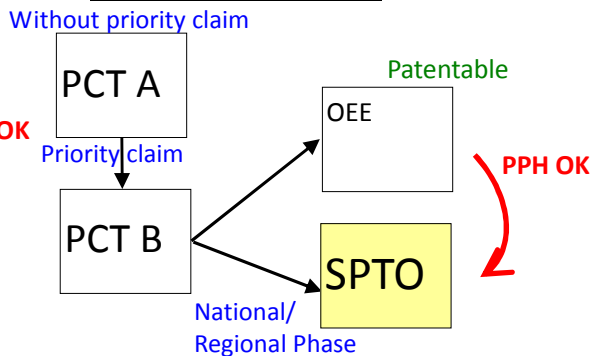 Without priority claim
PCT A
Patentable
OEE
OK
Priority claim
PPH OK
PCT B
SPTO
National/
Regional Phase